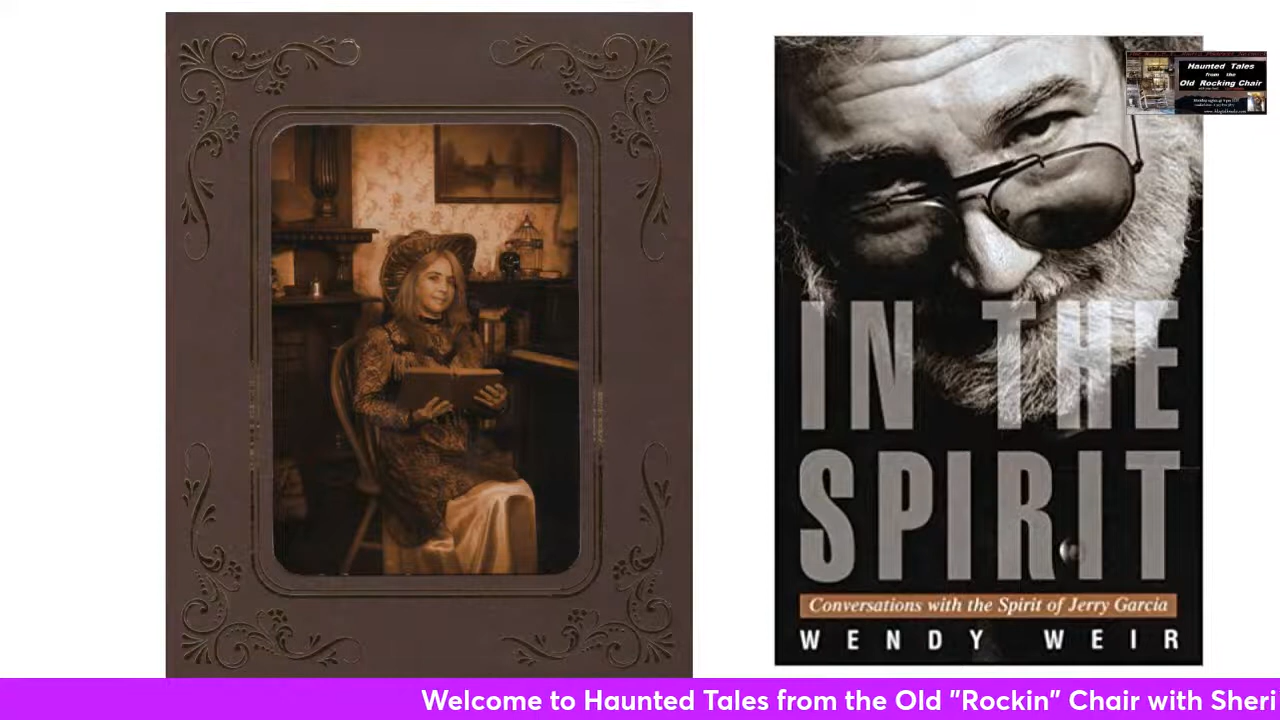 Haunted Tales
from the
Old Rocking Chair
IN THE
SPIRIT
Conversations with the Spirit of Jerry Garcia
WENDY WEIR
Welcome to Haunted Tales from the Old "Rockin" Chair with Sheri